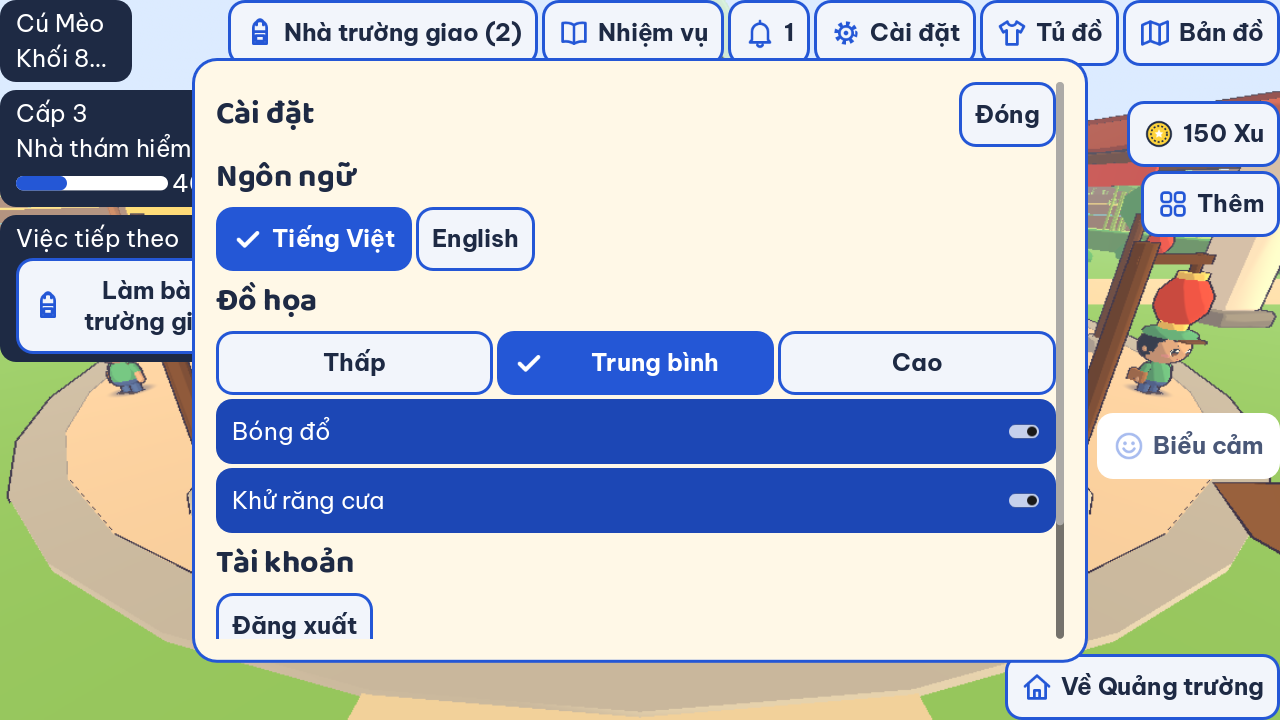 Cú Mèo
Khối 8...
Nhà trường giao (2)
Nhiệm vụ
1
Cài đặt
Tủ đồ
Bản đồ
Cấp 3
Nhà thám hiểm
150 Xu
Thêm
Việc tiếp theo
Cài đặt
Đóng
Ngôn ngữ
Tiếng Việt
English
Đồ họa
Thấp
Trung bình
Cao
Bóng đổ
Khử răng cưa
Tài khoản
Đăng xuất
Làm bà
trường gi
Biểu cảm
Về Quảng trường